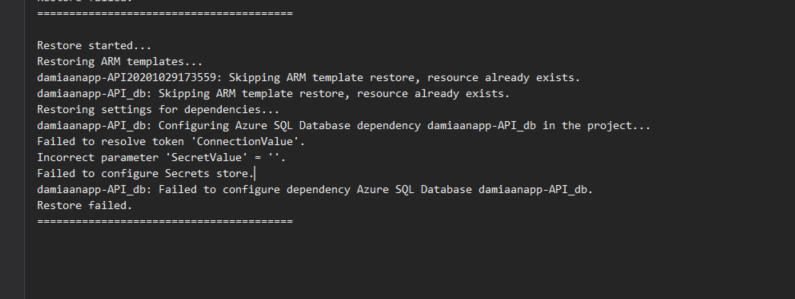 Restore failed.
========================================
Restore started...
Restoring ARM templates...
damiaanapp-API20201029173559: Skipping ARM template restore, resource already exists.
damiaanapp-API_db: Skipping ARM template restore, resource already exists.
Restoring settings for dependencies...
damiaanapp-API_db: Configuring Azure SQL Database dependency damiaanapp-API_db in the project...
Failed to resolve token 'ConnectionValue'.
Incorrect parameter 'SecretValue' = ''.
Failed to configure Secrets store.
damiaanapp-API_db: Failed to configure dependency Azure SQL Database damiaanapp-API_db.
Restore failed.
========================================